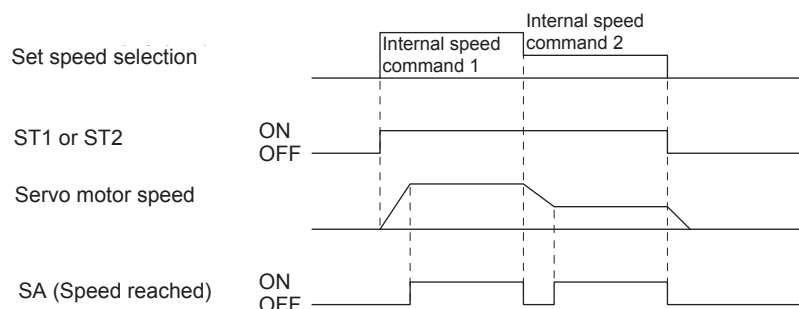 Set speed selection
Internal speed
command 1
Internal speed
command 2
ST1 or ST2
ON
OFF
Servo motor speed
SA (Speed reached)
ON
OFF